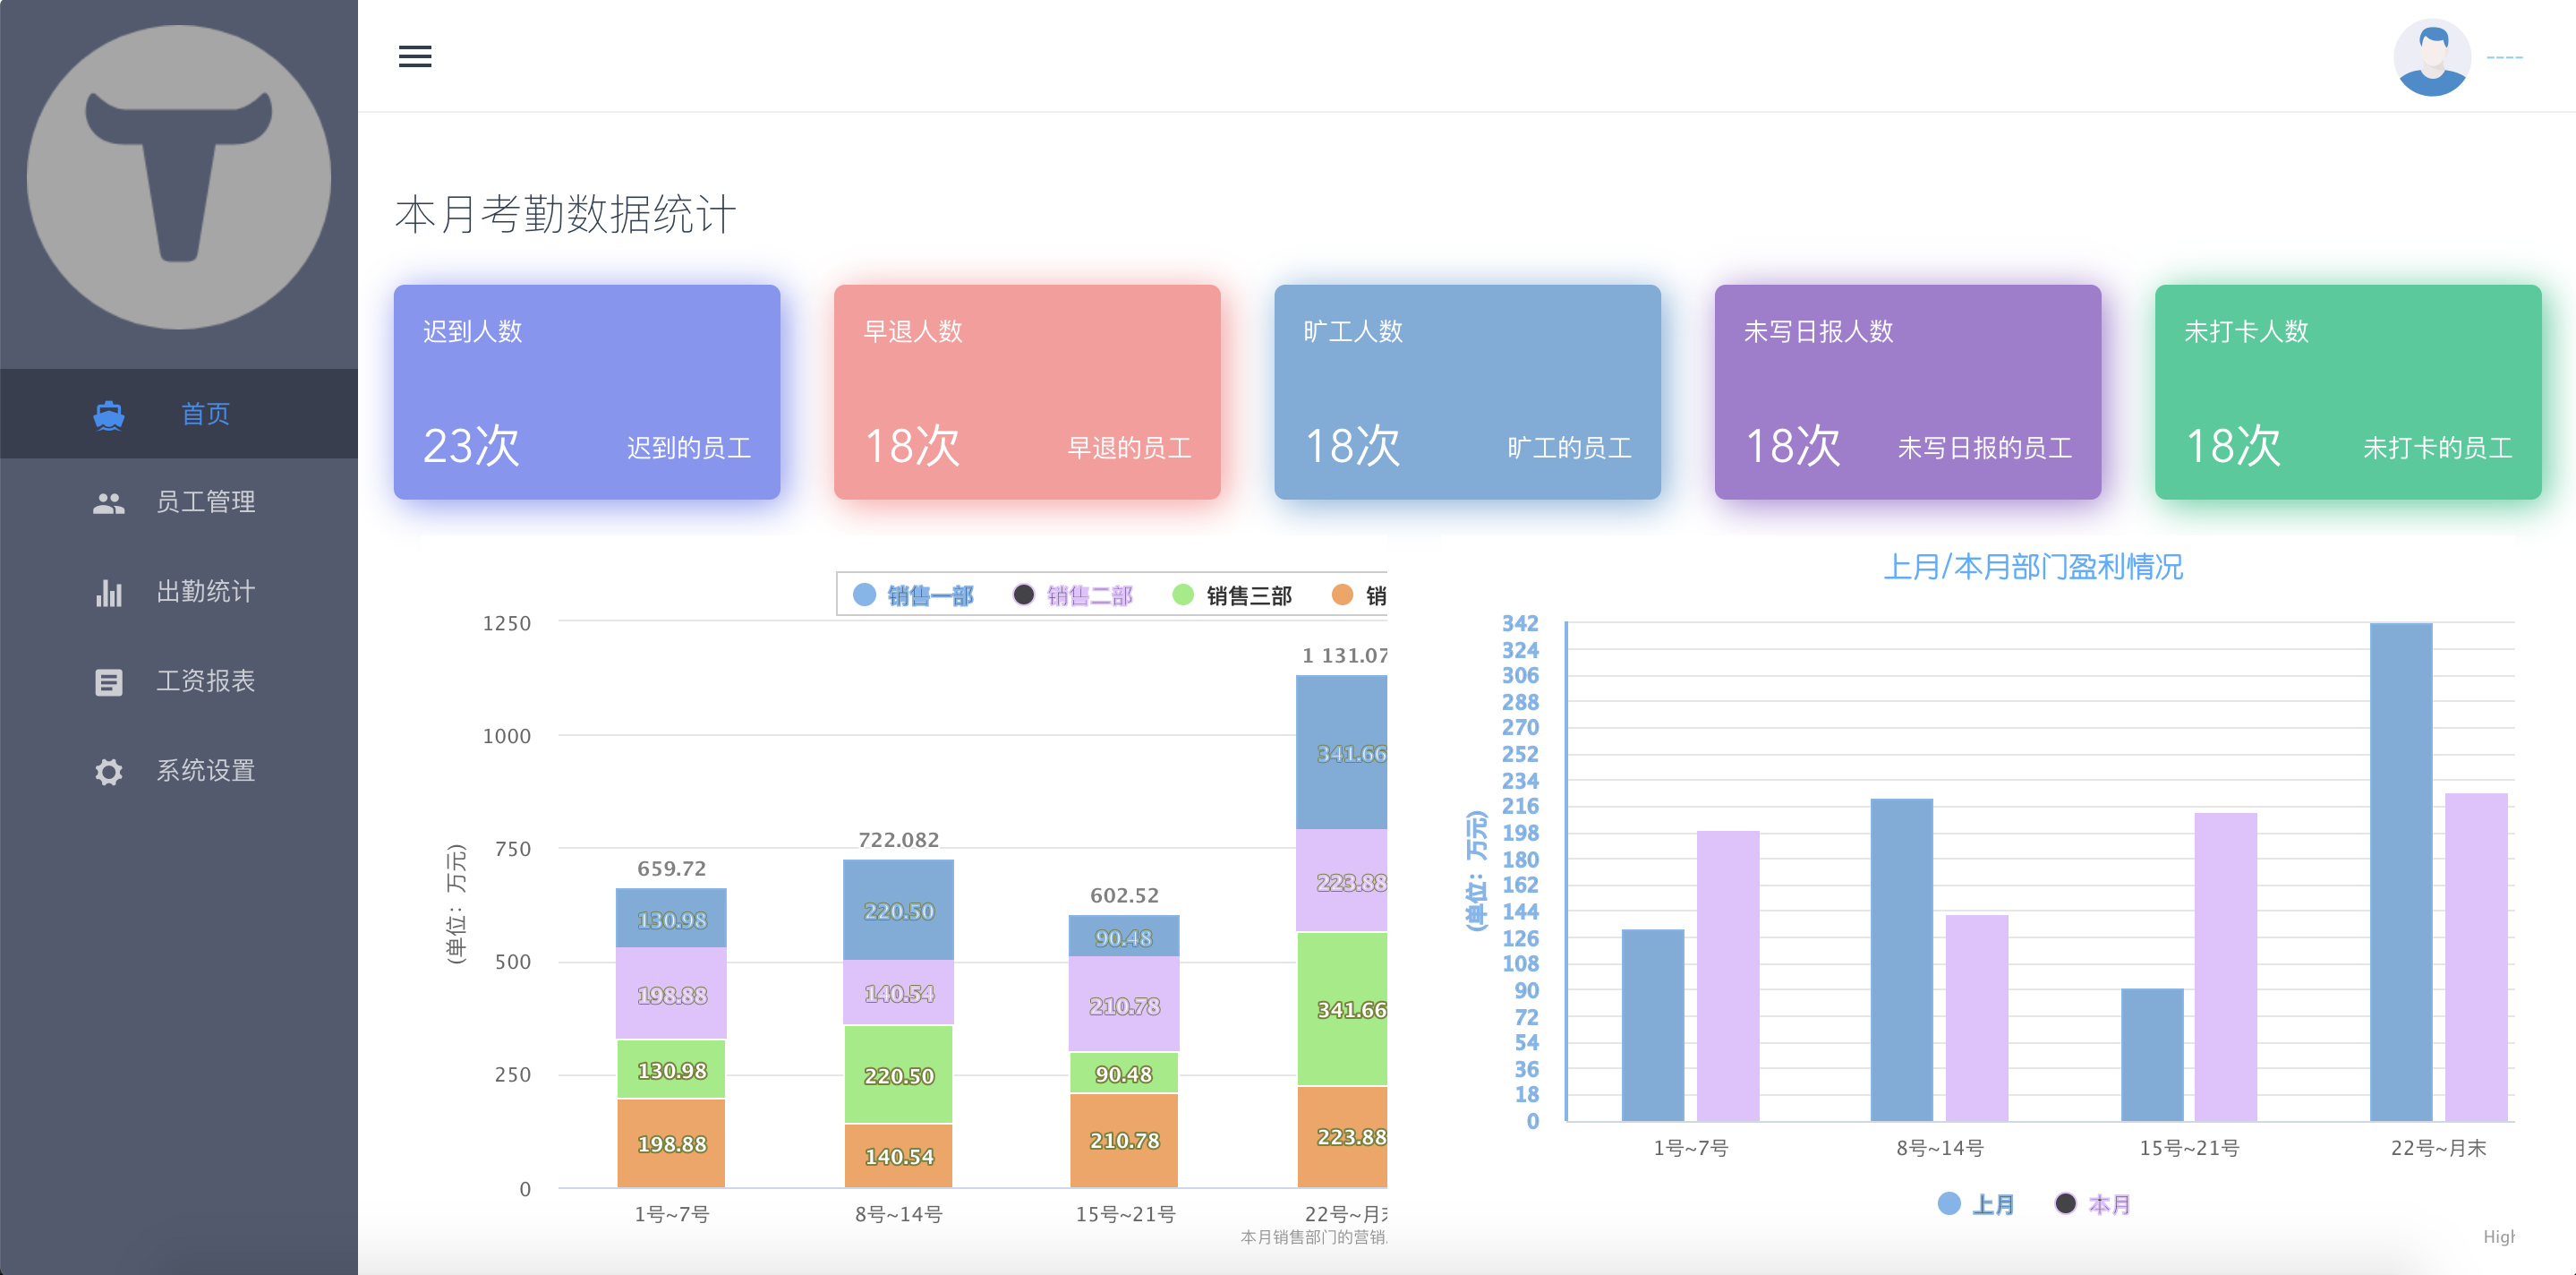 ----
首页
员工管理
出勤统计
工资报表
系统设置
本月考勤数据统计
迟到人数
23次 迟到的员工
早退人数
18次 早退的员工
旷工人数
18次 旷工的员工
未写日报人数
18次 未写日报的员工
未打卡人数
18次 未打卡的员工
销售一部 销售二部 销售三部 销
(单位：万元)
1250
1000
750
500
250
0
659.72
130.98
198.88
130.98
198.88
722.082
220.50
140.54
220.50
140.54
602.52
90.48
210.78
90.48
210.78
1 131.07
341.66
223.88
341.66
223.88
1号~7号 8号~14号 15号~21号 22号~月末
本月销售部门的营销
上月/本月部门盈利情况
(单位：万元)
342
324
306
288
270
252
234
216
198
180
162
144
126
108
90
72
54
36
18
0
1号~7号 8号~14号 15号~21号 22号~月末
上月 本月
High